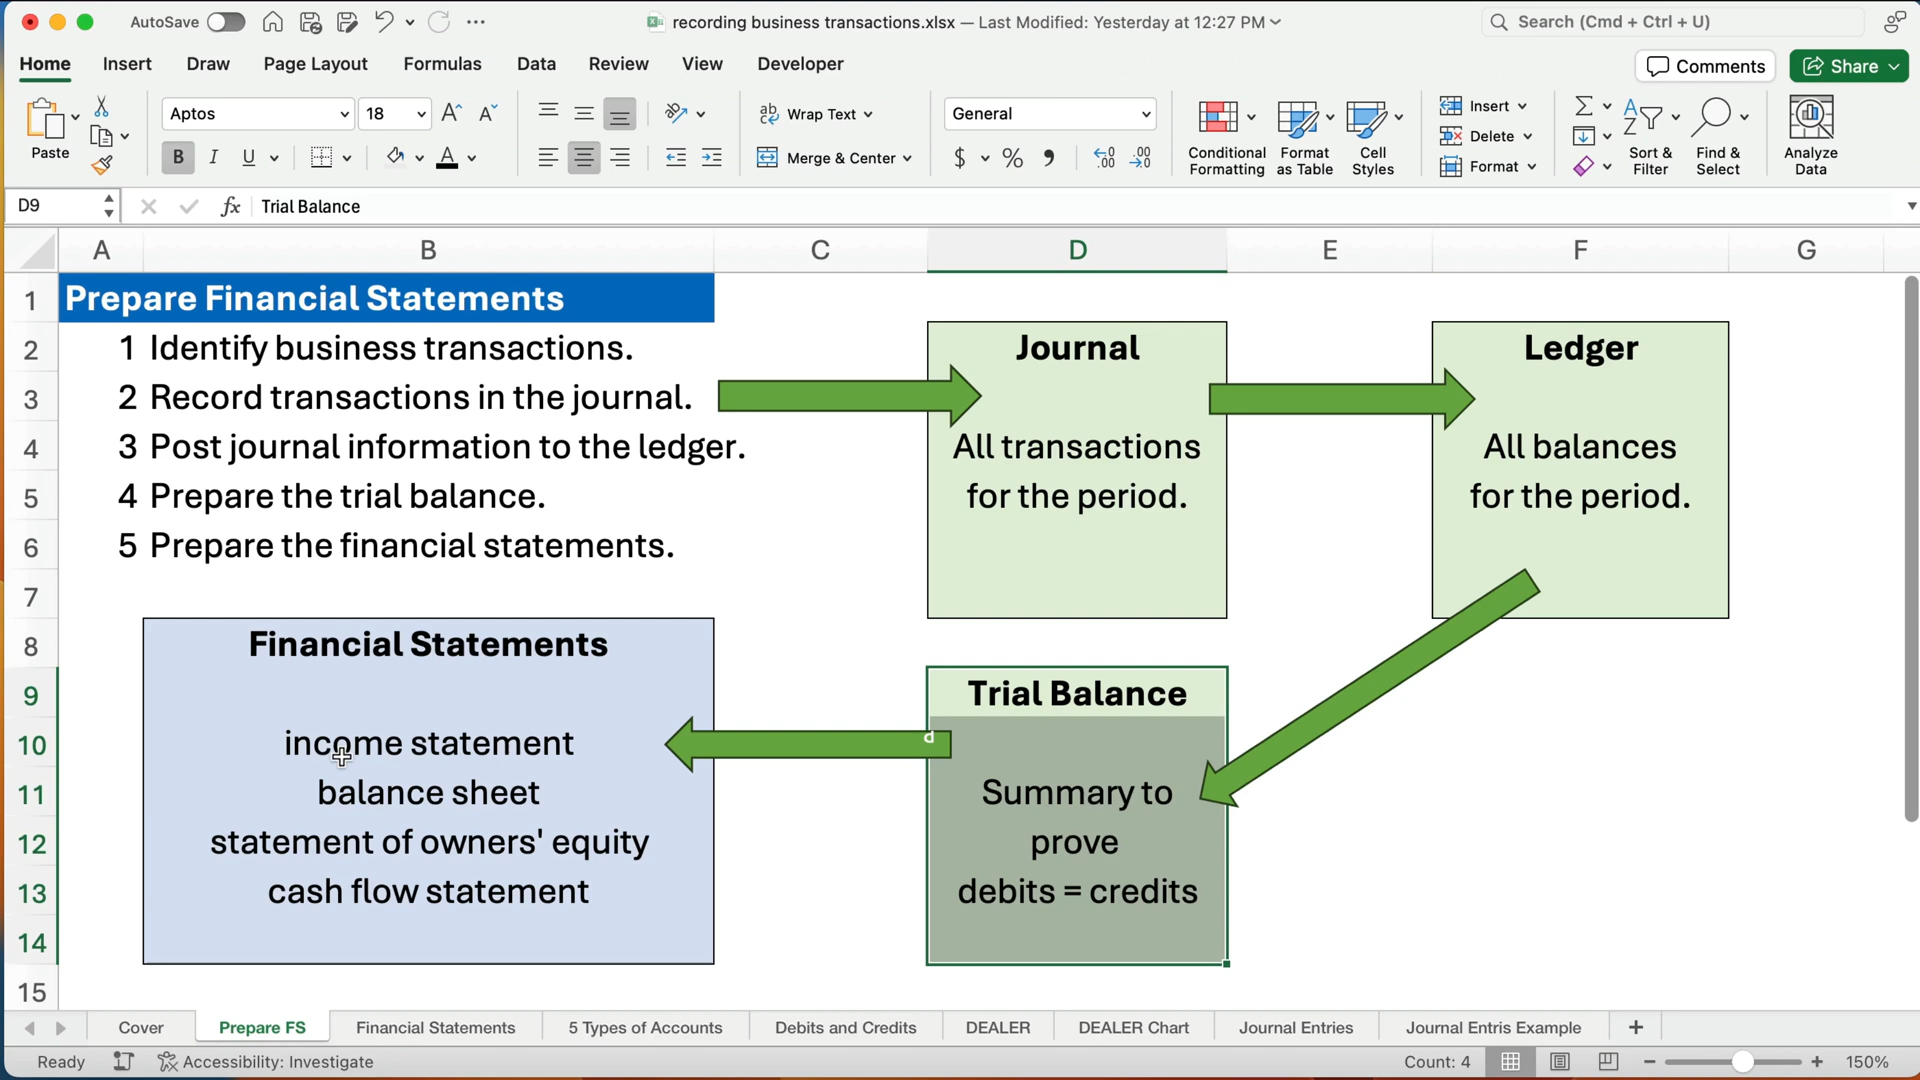 AutoSave
recording business transactions.xlsx — Last Modified: Yesterday at 12:27 PM
Search (Cmd + Ctrl + U)
Home Insert Draw Page Layout Formulas Data Review View Developer
Comments
Share
Paste
Aptos
18
A^
A
B I U
A
ab
Wrap Text
Merge & Center
General
$ % 9
.00
Conditional Formatting
Format as Table
Cell Styles
Insert
Delete
Format
Σ
Sort & Filter
Find & Select
Analyze Data
D9
fx
Trial Balance
A B C D E F G
1 Prepare Financial Statements
2 1 Identify business transactions. Journal Ledger
3 2 Record transactions in the journal.
4 3 Post journal information to the ledger. All transactions All balances
5 4 Prepare the trial balance. for the period. for the period.
6 5 Prepare the financial statements.
7
8 Financial Statements
9 Trial Balance
10 income statement d
11 balance sheet Summary to
12 statement of owners' equity prove
13 cash flow statement debits = credits
14
15
Cover Prepare FS Financial Statements 5 Types of Accounts Debits and Credits DEALER DEALER Chart Journal Entries Journal Entris Example +
Ready
Accessibility: Investigate
Count: 4
150%